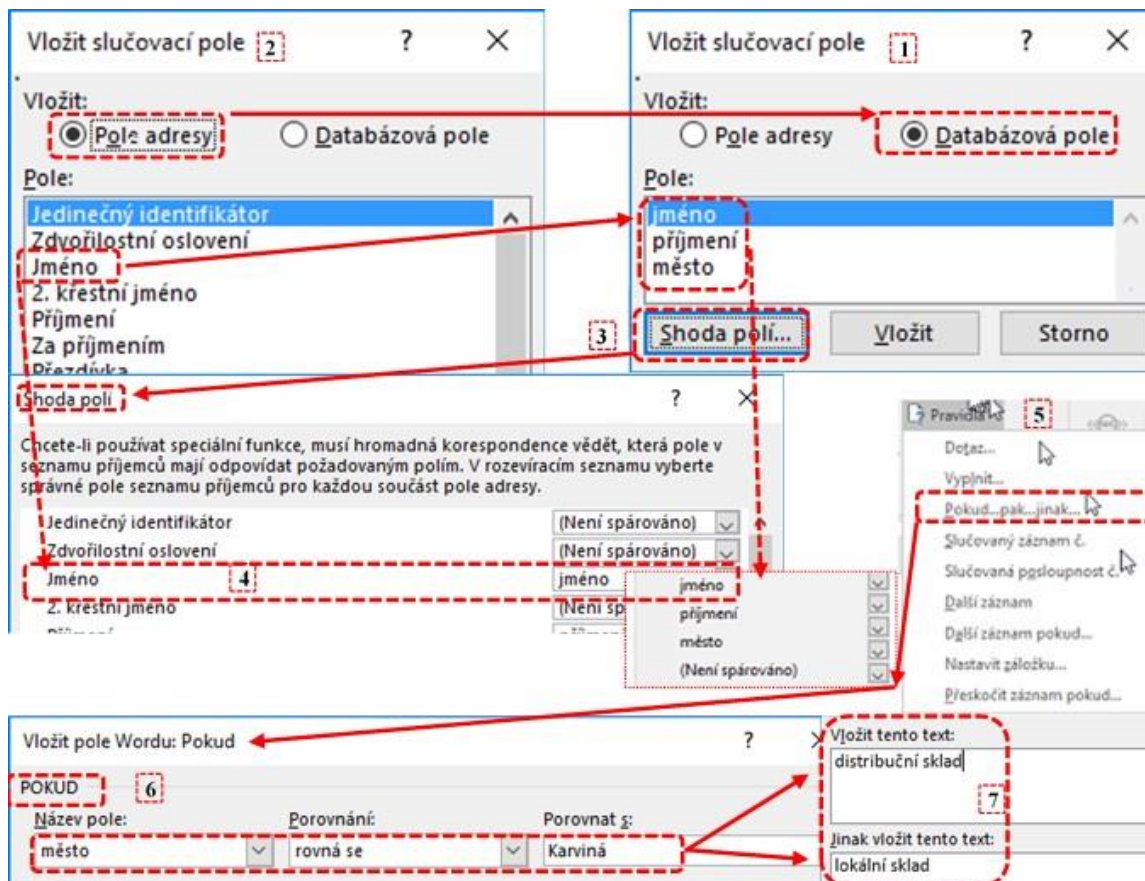 Vložit slučovací pole 2 ? ×
Vložit:
Pole adresy Databázová pole
Pole:
Jedinečný identifikátor
Zdvořilostní oslovení
Jméno
2. křestní jméno
Příjmení
Za příjmením
Přezdívka
Vložit slučovací pole 1 ? ×
Vložit:
Pole adresy Databázová pole
Pole:
jméno
příjmení
město
3 Shoda polí... Vložit Storno
Shoda polí ? ×
Chcete-li používat speciální funkce, musí hromadná korespondence vědět, která pole v
seznamu příjemců mají odpovídat požadovaným polím. V rozevíracím seznamu vyberte
správné pole seznamu příjemců pro každou součást pole adresy.
Jedinečný identifikátor (Není spárováno)
Zdvořilostní oslovení (Není spárováno)
Jméno 4 jméno
2. křestní jméno (Není sp
Příjmení
jméno
příjmení
město
(Není spárováno)
Pravidla 5
Dotaz...
Vyplnit...
Pokud...pak...jinak...
Slučovaný záznam č.
Slučovaná posloupnost č.
Další záznam
Další záznam pokud...
Nastavit záložku...
Přeskočit záznam pokud...
Vložit pole Wordu: Pokud ? ×
POKUD 6
Název pole: Porovnání: Porovnat s:
město rovná se Karviná
Vložit tento text:
distribuční sklad
7
Jinak vložit tento text:
lokální sklad